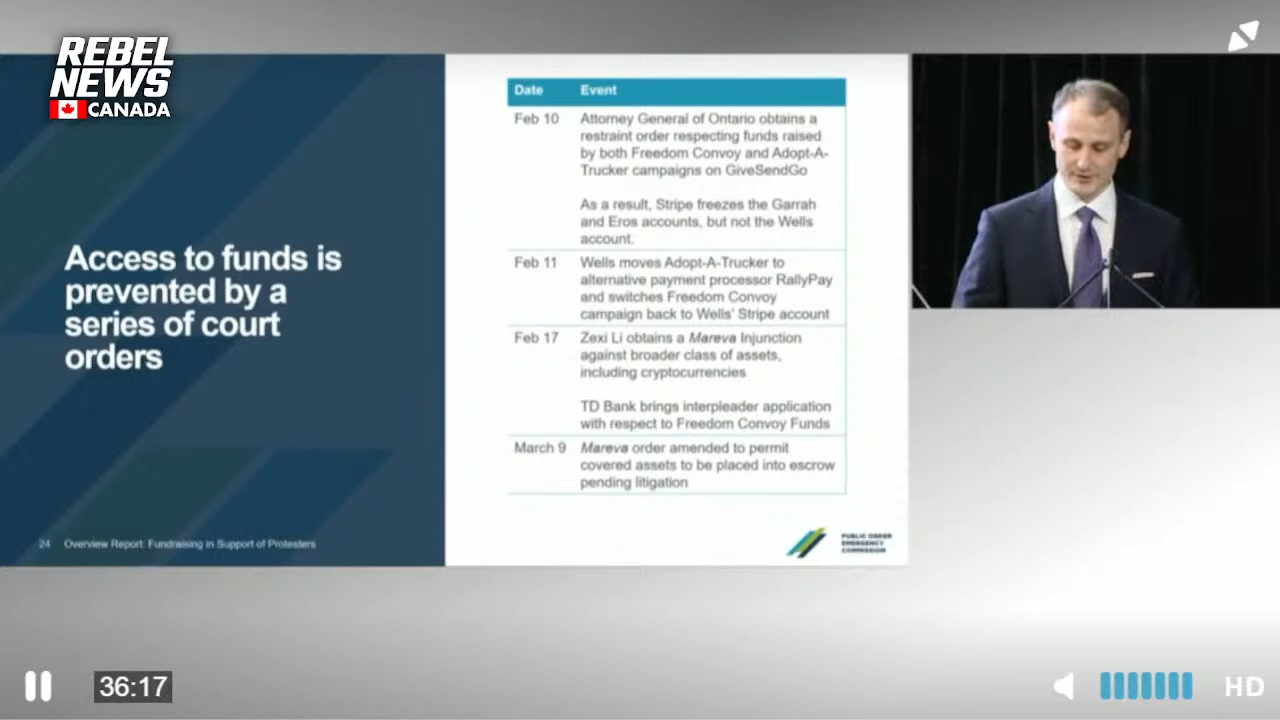 REBEL
NEWS
CANADA
Access to funds is
prevented by a
series of court
orders
24 Overview Report: Fundraising in Support of Protesters
Date Event
Feb 10 Attorney General of Ontario obtains a
restraint order respecting funds raised
by both Freedom Convoy and Adopt-A-
Trucker campaigns on GiveSendGo
As a result, Stripe freezes the Garrah
and Eros accounts, but not the Wells
account.
Feb 11 Wells moves Adopt-A-Trucker to
alternative payment processor RallyPay
and switches Freedom Convoy
campaign back to Wells' Stripe account
Feb 17 Zexi Li obtains a Mareva Injunction
against broader class of assets,
including cryptocurrencies
TD Bank brings interpleader application
with respect to Freedom Convoy Funds
March 9 Mareva order amended to permit
covered assets to be placed into escrow
pending litigation
PUBLIC ORDER
EMERGENCY
COMMISSION
36:17
HD